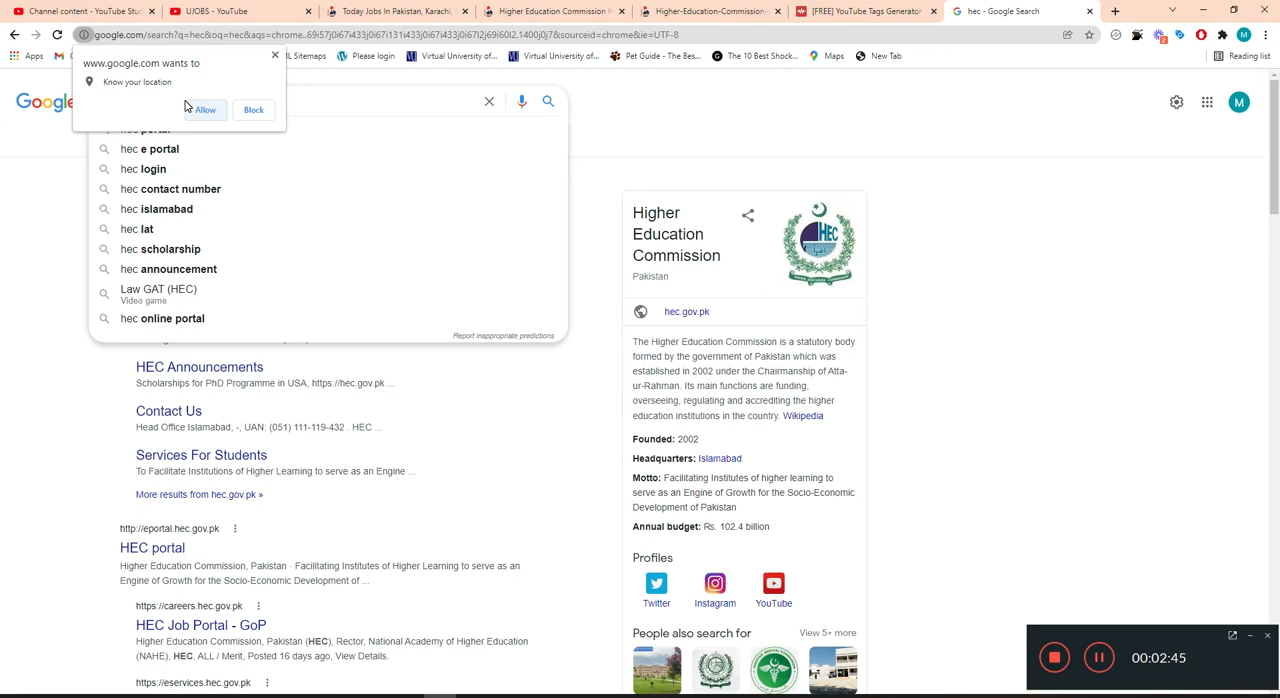 Channel content - YouTube Stu
UJOBS - YouTube
Today Jobs In Pakistan, Karachi,
Higher Education Commission H
Higher-Education-Commission-
[FREE] YouTube Tags Generator
hec - Google Search
google.com/search?q=hec&oq=hec&aqs=chrome..69i57j0i67i433j0i67i131i433j0i67i433j0i67l2j69i60l2.1400j0j7&sourceid=chrome&ie=UTF-8
M
Apps
ML Sitemaps
Please login
Virtual University of...
Virtual University of...
Pet Guide - The Bes...
The 10 Best Shock...
Maps
New Tab
Reading list
www.google.com wants to
Know your location
Allow
Block
Google
M
hec portal
hec e portal
hec login
hec contact number
hec islamabad
hec lat
hec scholarship
hec announcement
Law GAT (HEC)
Video game
hec online portal
Report inappropriate predictions
HEC Announcements
Scholarships for PhD Programme in USA, https://hec.gov.pk ...
Contact Us
Head Office Islamabad, -, UAN: (051) 111-119-432 . HEC ...
Services For Students
To Facilitate Institutions of Higher Learning to serve as an Engine ...
More results from hec.gov.pk »
http://eportal.hec.gov.pk
HEC portal
Higher Education Commission, Pakistan · Facilitating Institutes of Higher Learning to serve as an
Engine of Growth for the Socio-Economic Development of ...
https://careers.hec.gov.pk
HEC Job Portal - GoP
Higher Education Commission, Pakistan (HEC), Rector, National Academy of Higher Education
(NAHE), HEC, ALL / Merit, Posted 16 days ago, View Details.
https://eservices.hec.gov.pk
Higher
Education
Commission
Pakistan
HEC
hec.gov.pk
The Higher Education Commission is a statutory body
formed by the government of Pakistan which was
established in 2002 under the Chairmanship of Atta-
ur-Rahman. Its main functions are funding,
overseeing, regulating and accrediting the higher
education institutions in the country. Wikipedia
Founded: 2002
Headquarters: Islamabad
Motto: Facilitating Institutes of higher learning to
serve as an Engine of Growth for the Socio-Economic
Development of Pakistan
Annual budget: Rs. 102.4 billion
Profiles
Twitter
Instagram
YouTube
People also search for
View 5+ more
00:02:45